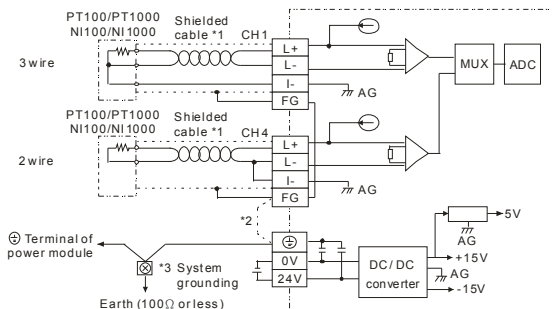 PT100/PT1000
NI100/NI1000
Shielded
cable *1
CH1
3 wire
L+
L-
I-
FG
AG
MUX
ADC
PT100/PT1000
NI100/NI1000
Shielded
cable *1
CH4
2 wire
L+
L-
I-
FG
AG
*2
Terminal of
power module
*3 System
grounding
Earth (100Ω or less)
0V
24V
DC/DC
converter
5V
AG
+15V
AG
-15V